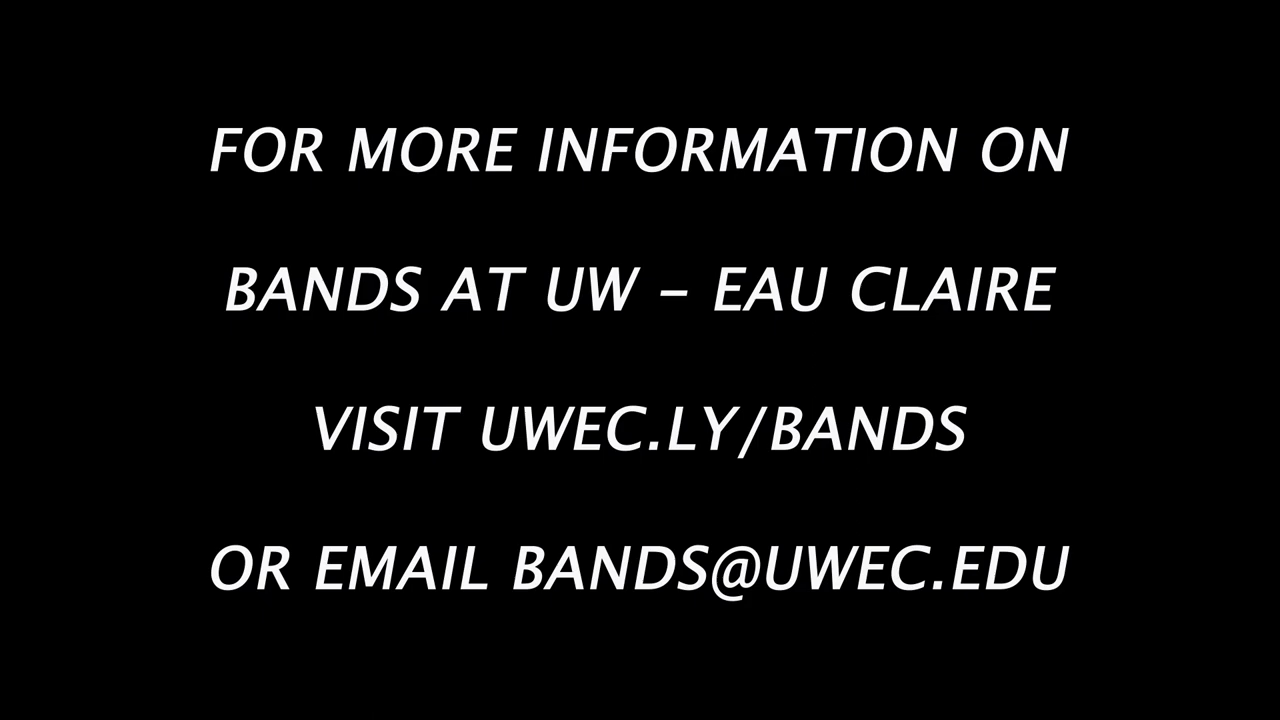 FOR MORE INFORMATION ON
BANDS AT UW – EAU CLAIRE
VISIT UWEC.LY/BANDS
OR EMAIL BANDS@UWEC.EDU